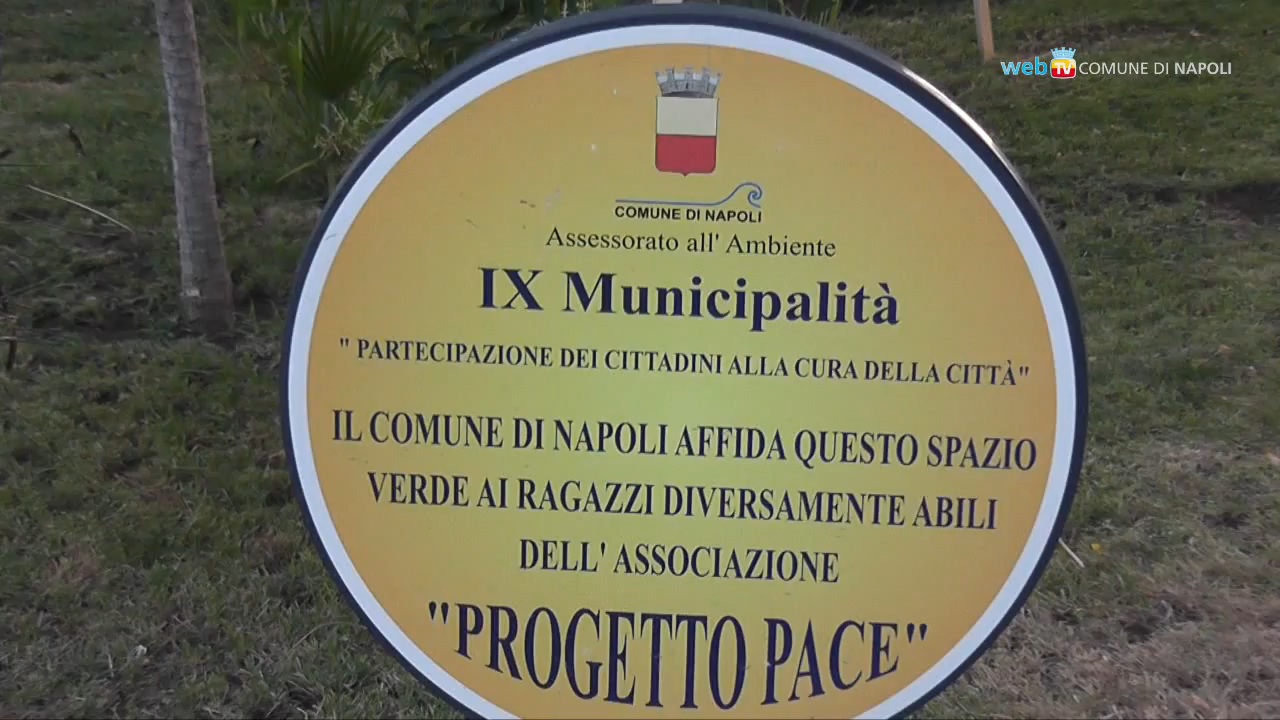 web TV COMUNE DI NAPOLI
COMUNE DI NAPOLI
Assessorato all' Ambiente
IX Municipalità
" PARTECIPAZIONE DEI CITTADINI ALLA CURA DELLA CITTÀ"
IL COMUNE DI NAPOLI AFFIDA QUESTO SPAZIO
VERDE AI RAGAZZI DIVERSAMENTE ABILI
DELL' ASSOCIAZIONE
"PROGETTO PACE"